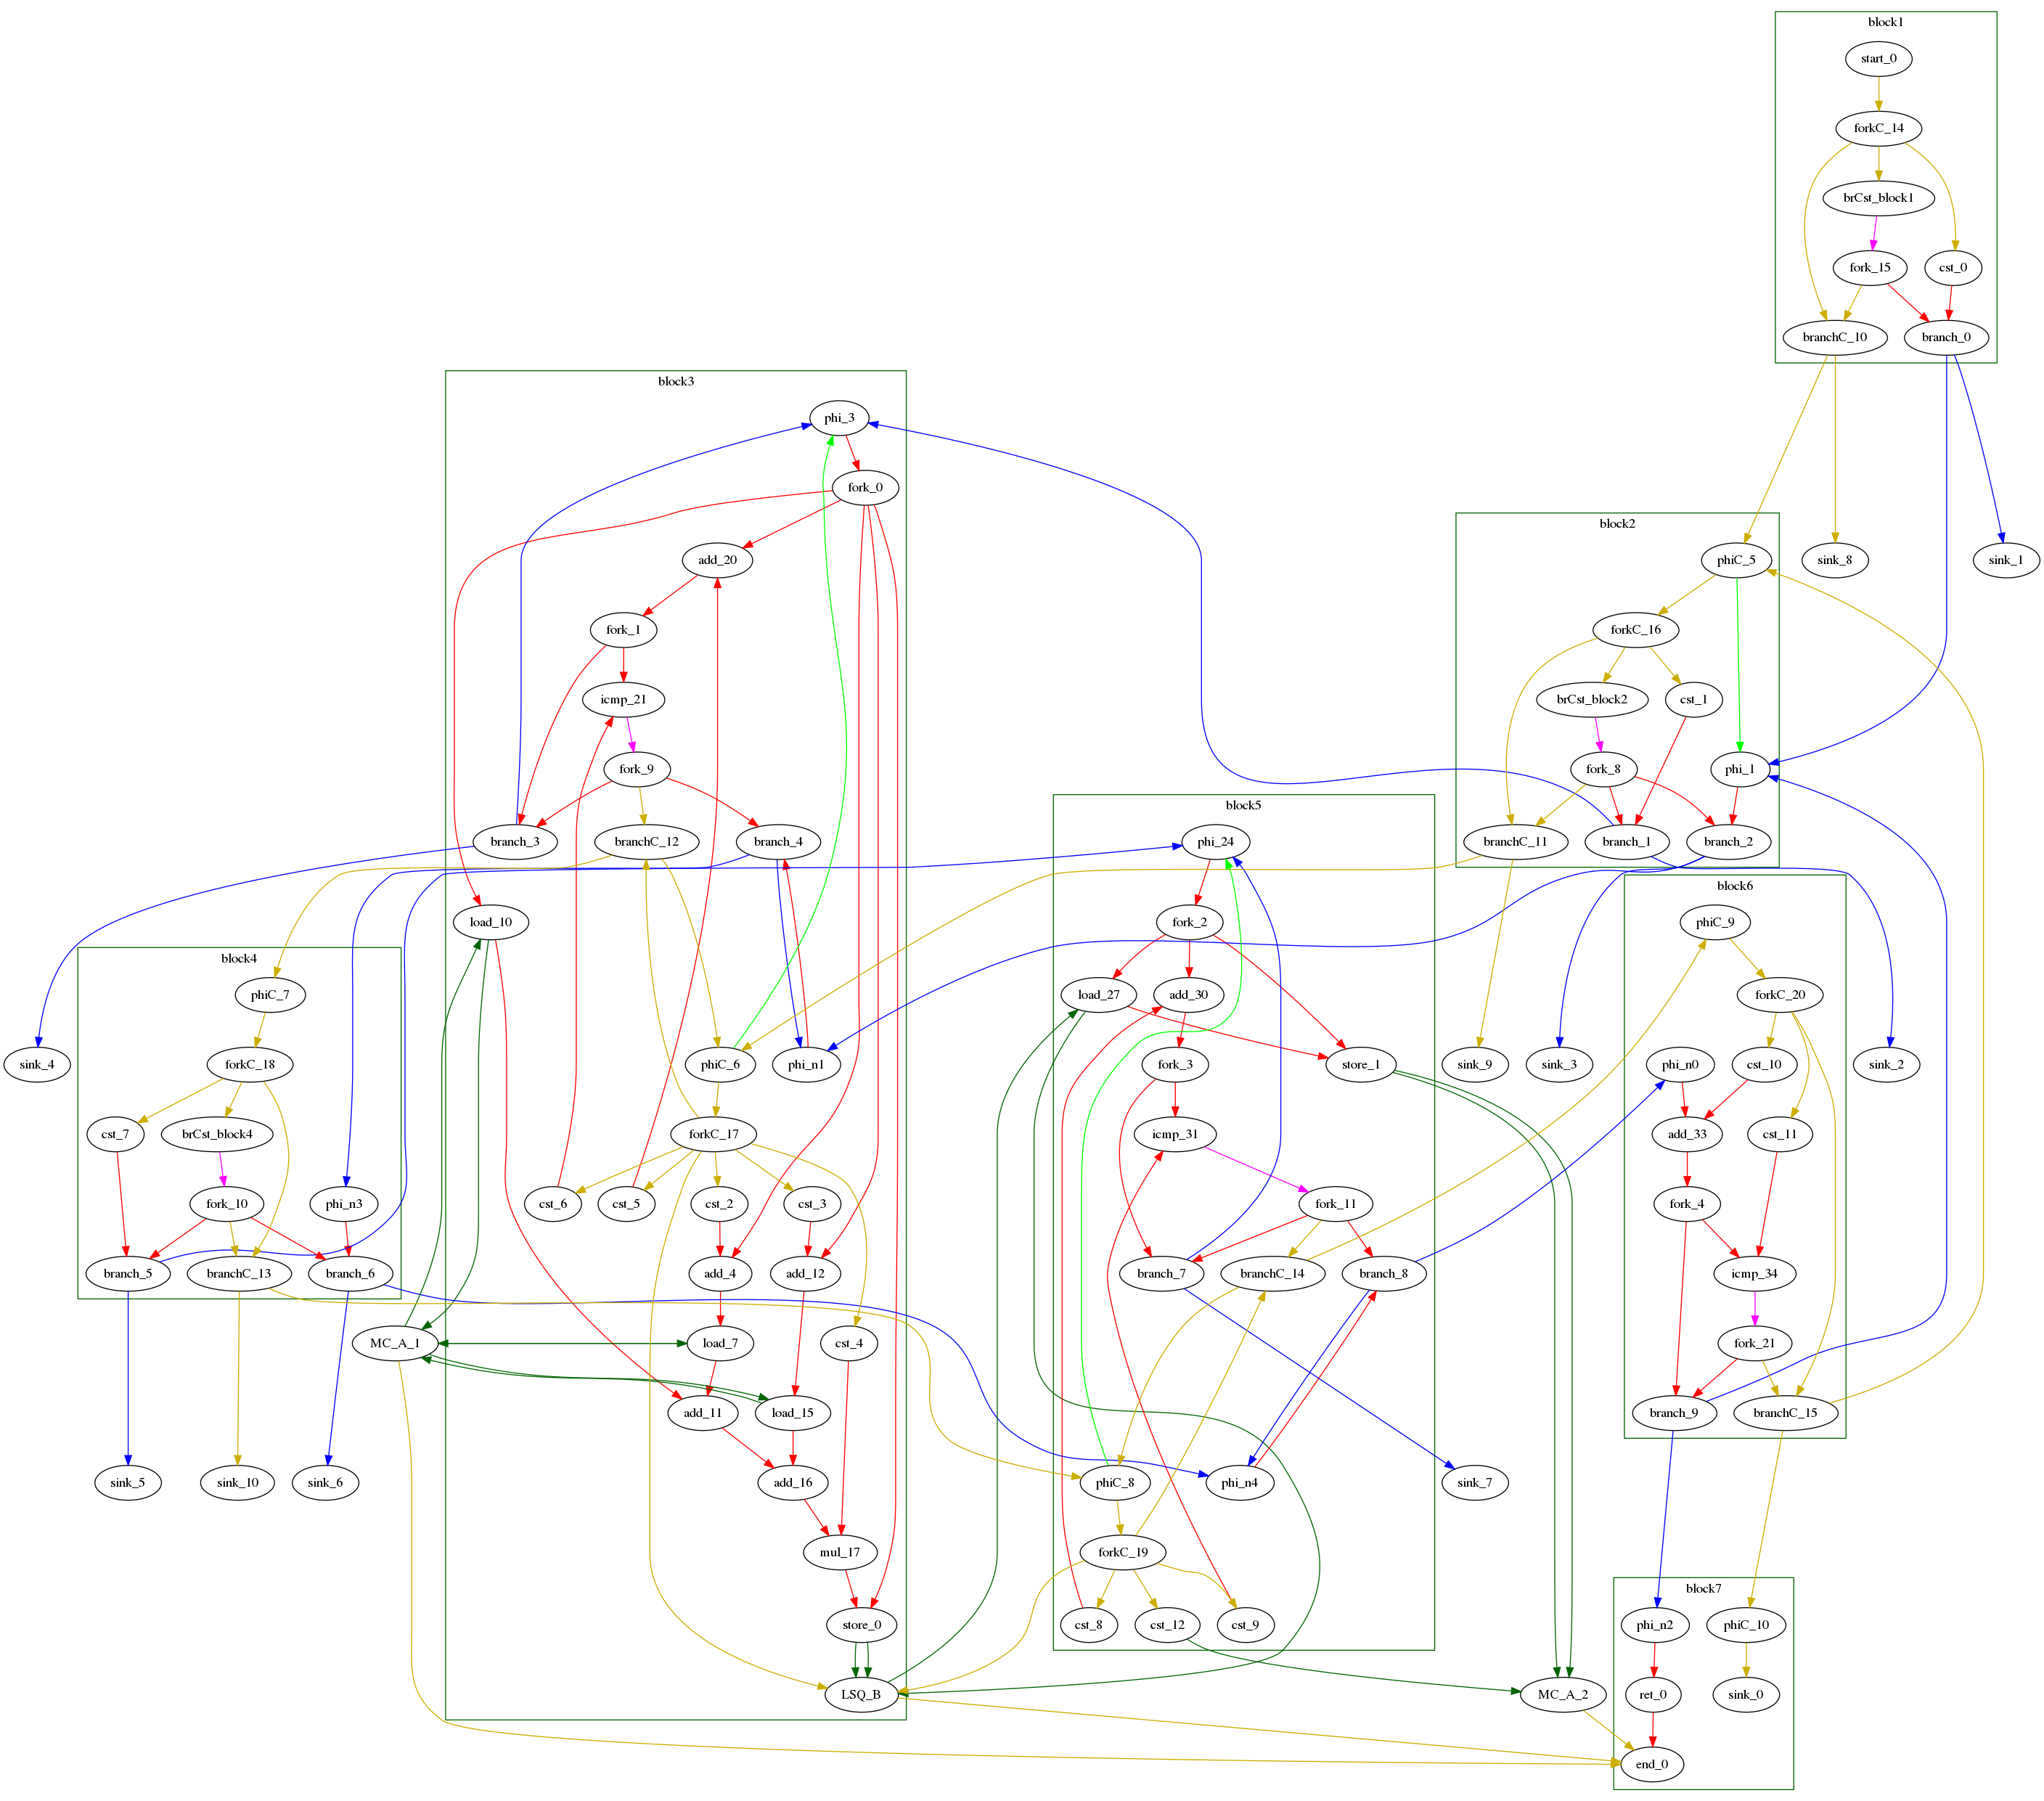 block1
start_0
forkC_14
brCst_block1
fork_15
cst_0
branchC_10
branch_0
block3
phi_3
fork_0
add_20
fork_1
icmp_21
fork_9
branch_3
branchC_12
branch_4
load_10
phiC_6
phi_n1
forkC_17
cst_6
cst_5
cst_2
cst_3
add_4
add_12
load_7
cst_4
add_11
load_15
add_16
mul_17
store_0
LSQ_B
block2
phiC_5
sink_8
sink_1
forkC_16
brCst_block2
cst_1
fork_8
phi_1
branchC_11
branch_1
branch_2
block5
phi_24
fork_2
load_27
add_30
fork_3
store_1
icmp_31
fork_11
branch_7
branchC_14
branch_8
phiC_8
phi_n4
forkC_19
cst_8
cst_12
cst_9
block6
phiC_9
forkC_20
phi_n0
cst_10
add_33
cst_11
fork_4
icmp_34
fork_21
branch_9
branchC_15
block4
phiC_7
forkC_18
cst_7
brCst_block4
fork_10
phi_n3
branch_5
branchC_13
branch_6
sink_4
sink_9
sink_3
sink_2
MC_A_1
sink_5
sink_10
sink_6
sink_7
block7
phi_n2
phiC_10
MC_A_2
ret_0
sink_0
end_0